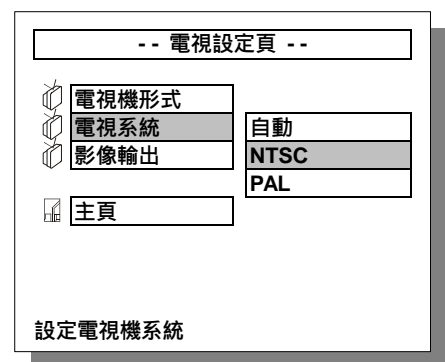 -- 電視設定頁 --
電視機形式
電視系統
自動
影像輸出
NTSC
PAL
主頁
設定電視機系統